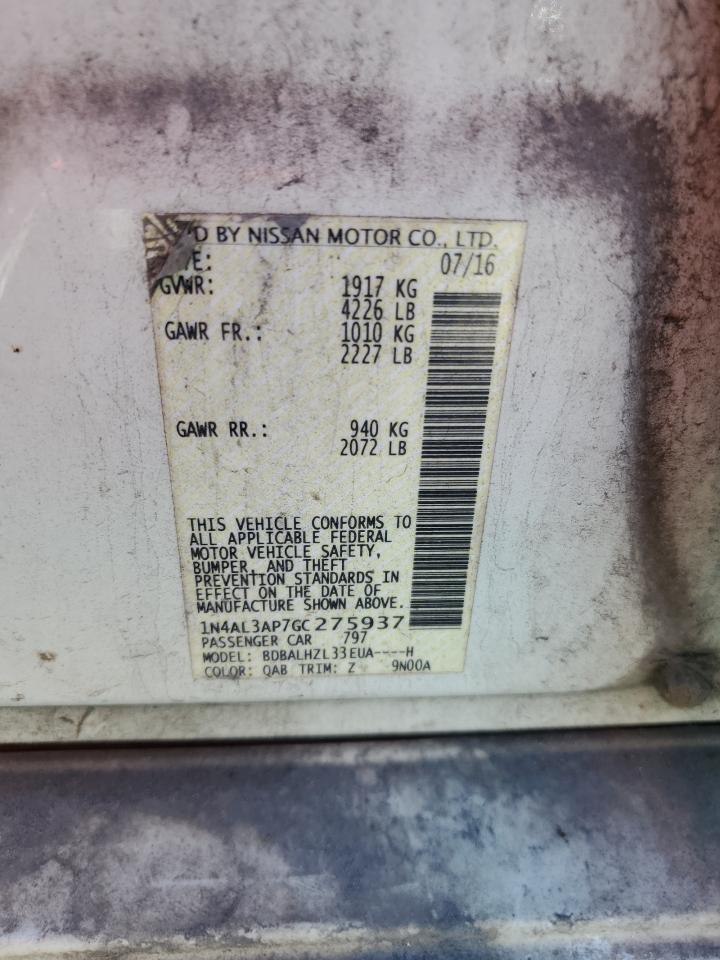 BY NISSAN MOTOR CO., LTD.
07/16
GVWR: 1917 KG
4226 LB
GAWR FR.: 1010 KG
2227 LB
GAWR RR.: 940 KG
2072 LB
THIS VEHICLE CONFORMS TO
ALL APPLICABLE FEDERAL
MOTOR VEHICLE SAFETY,
BUMPER, AND THEFT
PREVENTION STANDARDS IN
EFFECT ON THE DATE OF
MANUFACTURE SHOWN ABOVE.
1N4AL3AP7GC275937
PASSENGER CAR 797
MODEL: BDBALHZL33EUA----H
COLOR: QAB TRIM: Z 9N00A